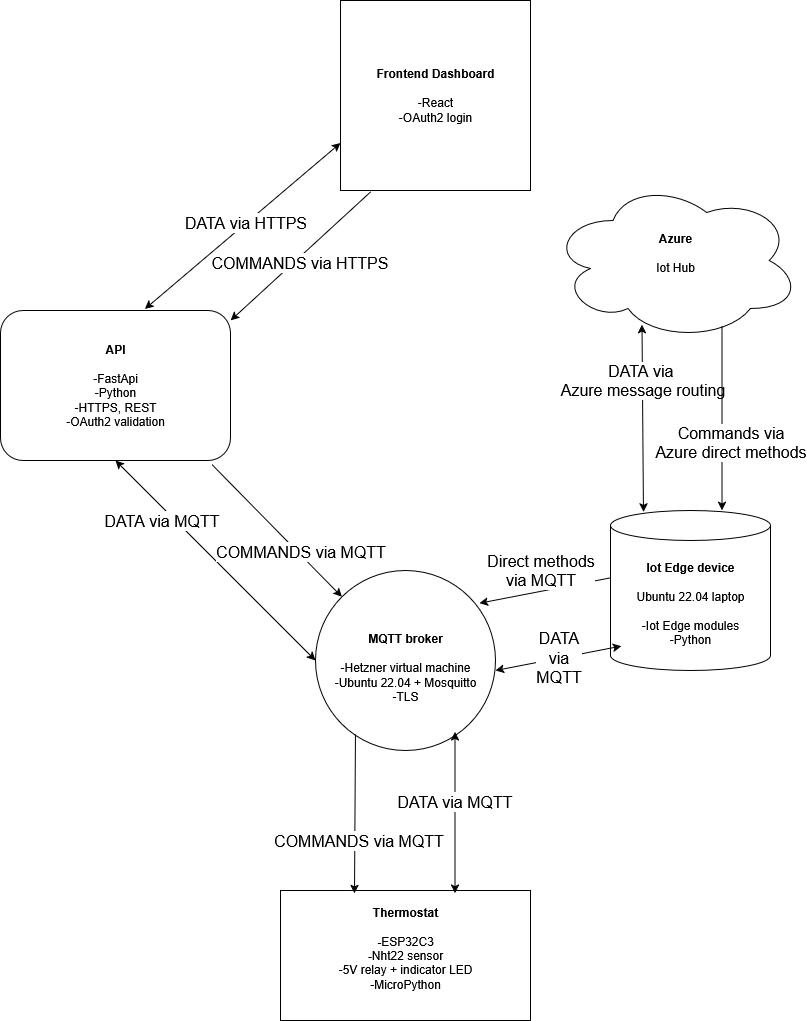 Frontend Dashboard
-React
-OAuth2 login
DATA via HTTPS
COMMANDS via HTTPS
Azure
Iot Hub
API
-FastApi
-Python
-HTTPS, REST
-OAuth2 validation
DATA via
Azure message routing
Commands via
Azure direct methods
DATA via MQTT
COMMANDS via MQTT
Direct methods
via MQTT
Iot Edge device
Ubuntu 22.04 laptop
-Iot Edge modules
-Python
DATA
via
MQTT
MQTT broker
-Hetzner virtual machine
-Ubuntu 22.04 + Mosquitto
-TLS
DATA via MQTT
COMMANDS via MQTT
Thermostat
-ESP32C3
-Nht22 sensor
-5V relay + indicator LED
-MicroPython